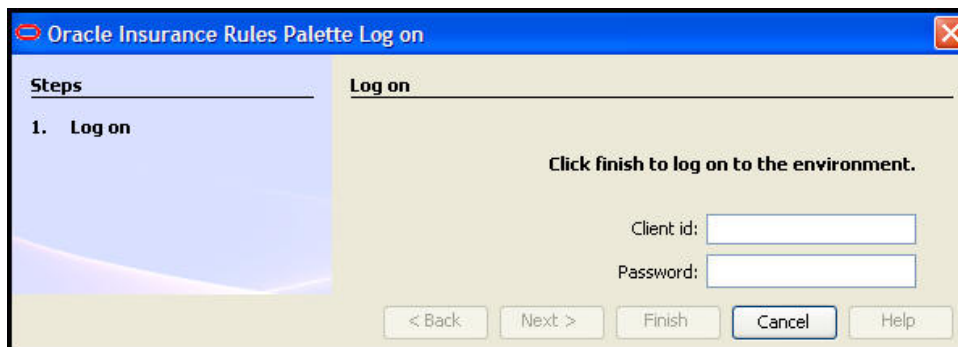 Oracle Insurance Rules Palette Log on
Steps
1. Log on
Log on
Click finish to log on to the environment.
Client id:
Password:
< Back Next > Finish Cancel Help